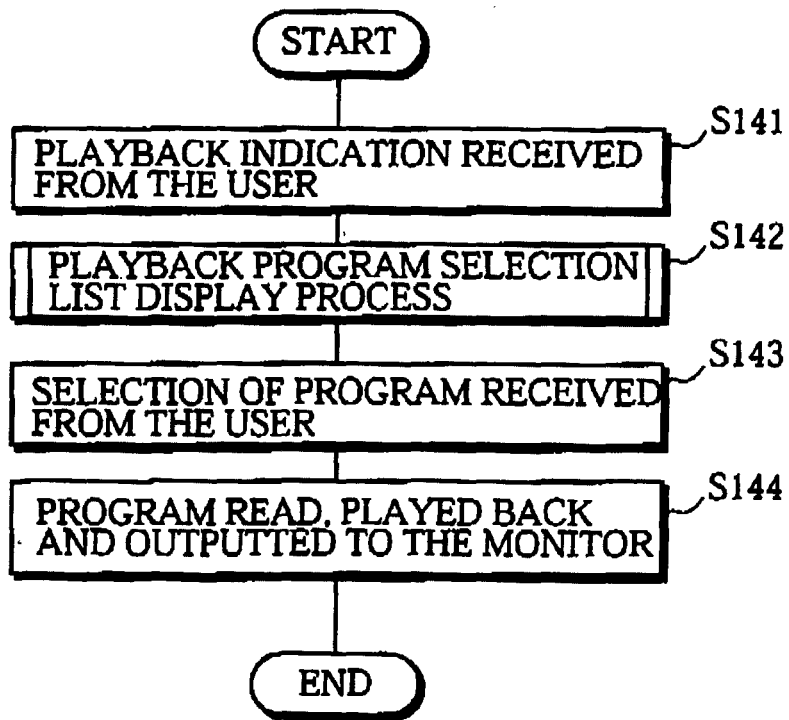 START
S141
PLAYBACK INDICATION RECEIVED
FROM THE USER
S142
PLAYBACK PROGRAM SELECTION
LIST DISPLAY PROCESS
S143
SELECTION OF PROGRAM RECEIVED
FROM THE USER
S144
PROGRAM READ, PLAYED BACK
AND OUTPUTTED TO THE MONITOR
END